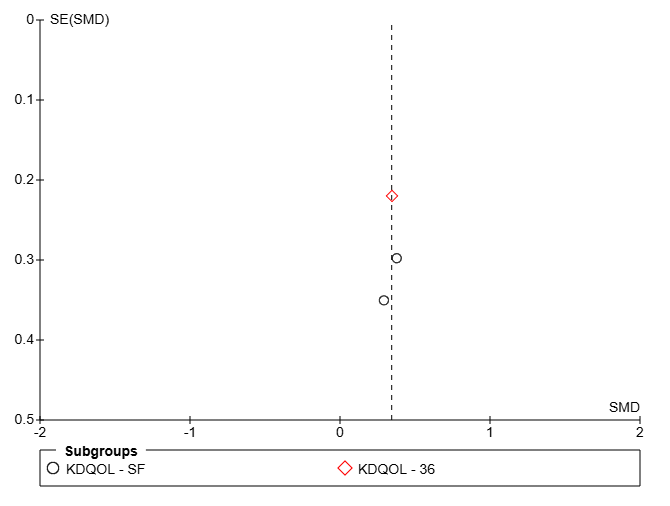 SE(SMD)
0
0.1
0.2
0.3
0.4
0.5
SMD
-2 -1 0 1 2
Subgroups
KDQOL - SF KDQOL - 36